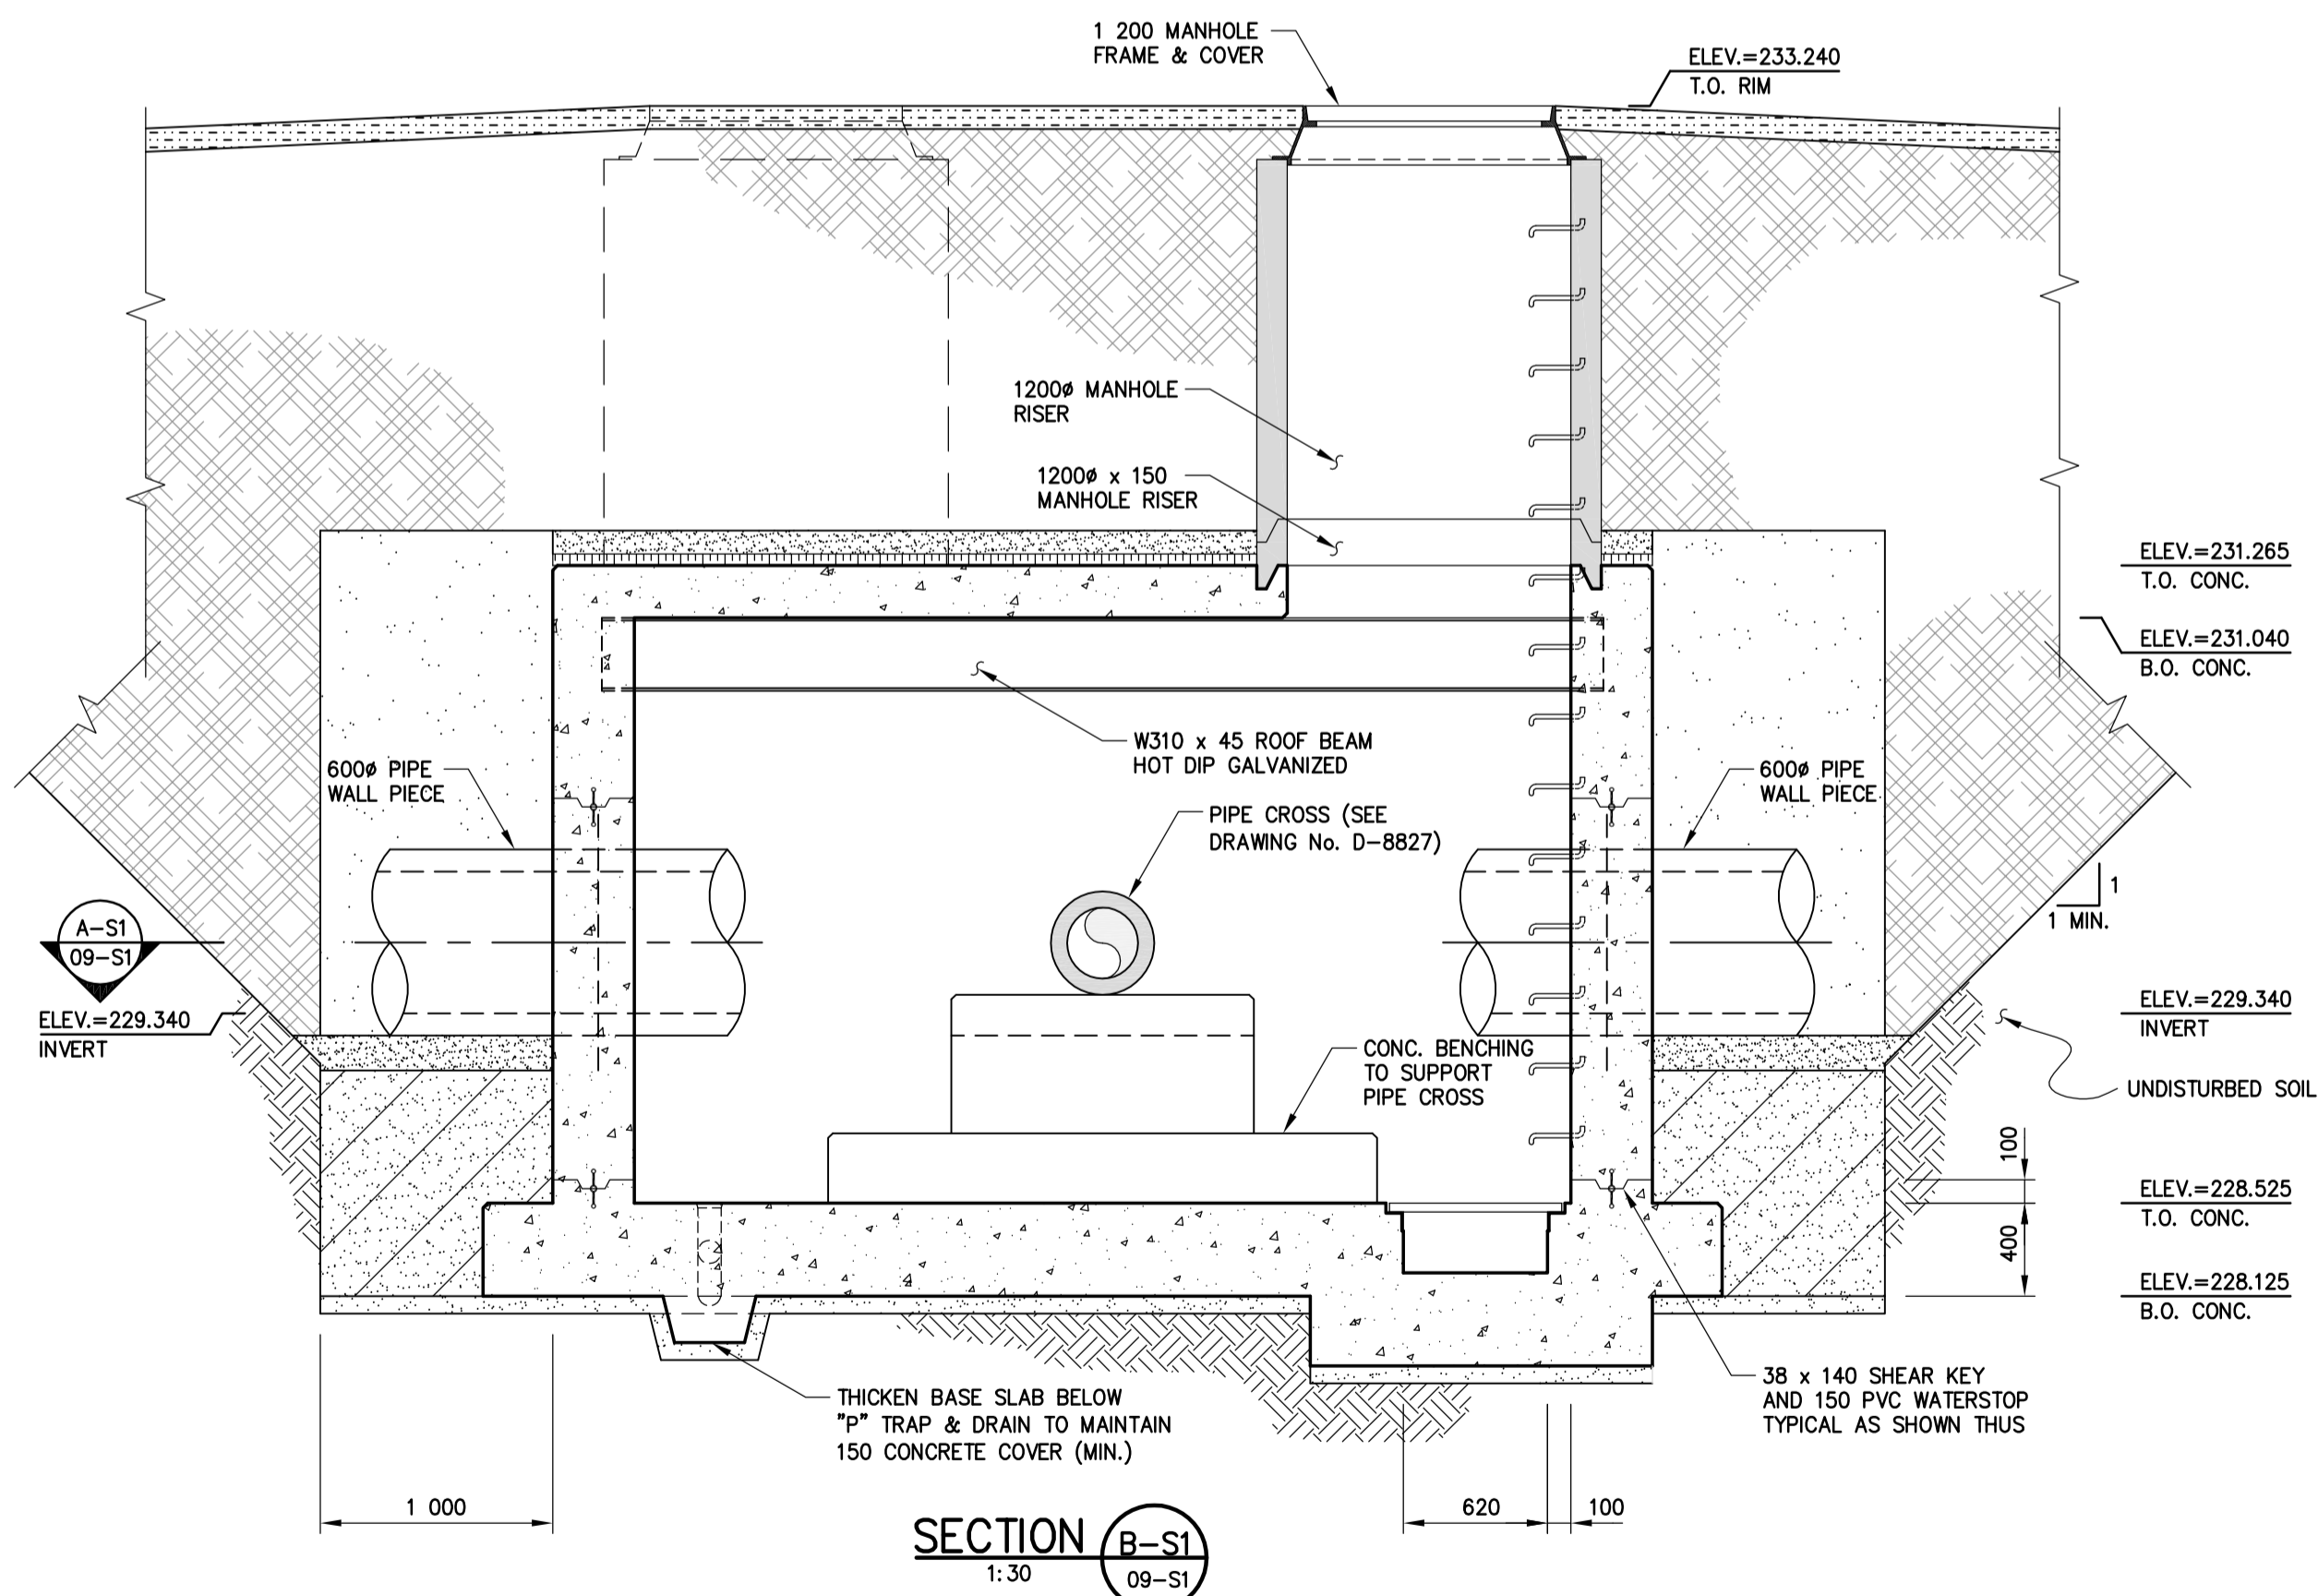 1 200 MANHOLE
FRAME & COVER
ELEV.=233.240
T.O. RIM
1200ø MANHOLE
RISER
1200ø x 150
MANHOLE RISER
ELEV.=231.265
T.O. CONC.
ELEV.=231.040
B.O. CONC.
W310 x 45 ROOF BEAM
HOT DIP GALVANIZED
600ø PIPE
WALL PIECE
600ø PIPE
WALL PIECE
PIPE CROSS (SEE
DRAWING No. D-8827)
1
1 MIN.
A-S1
09-S1
ELEV.=229.340
INVERT
ELEV.=229.340
INVERT
CONC. BENCHING
TO SUPPORT
PIPE CROSS
UNDISTURBED SOIL
100
ELEV.=228.525
T.O. CONC.
400
ELEV.=228.125
B.O. CONC.
THICKEN BASE SLAB BELOW
"P" TRAP & DRAIN TO MAINTAIN
150 CONCRETE COVER (MIN.)
38 x 140 SHEAR KEY
AND 150 PVC WATERSTOP
TYPICAL AS SHOWN THUS
1 000
620
100
SECTION
1:30
B-S1
09-S1